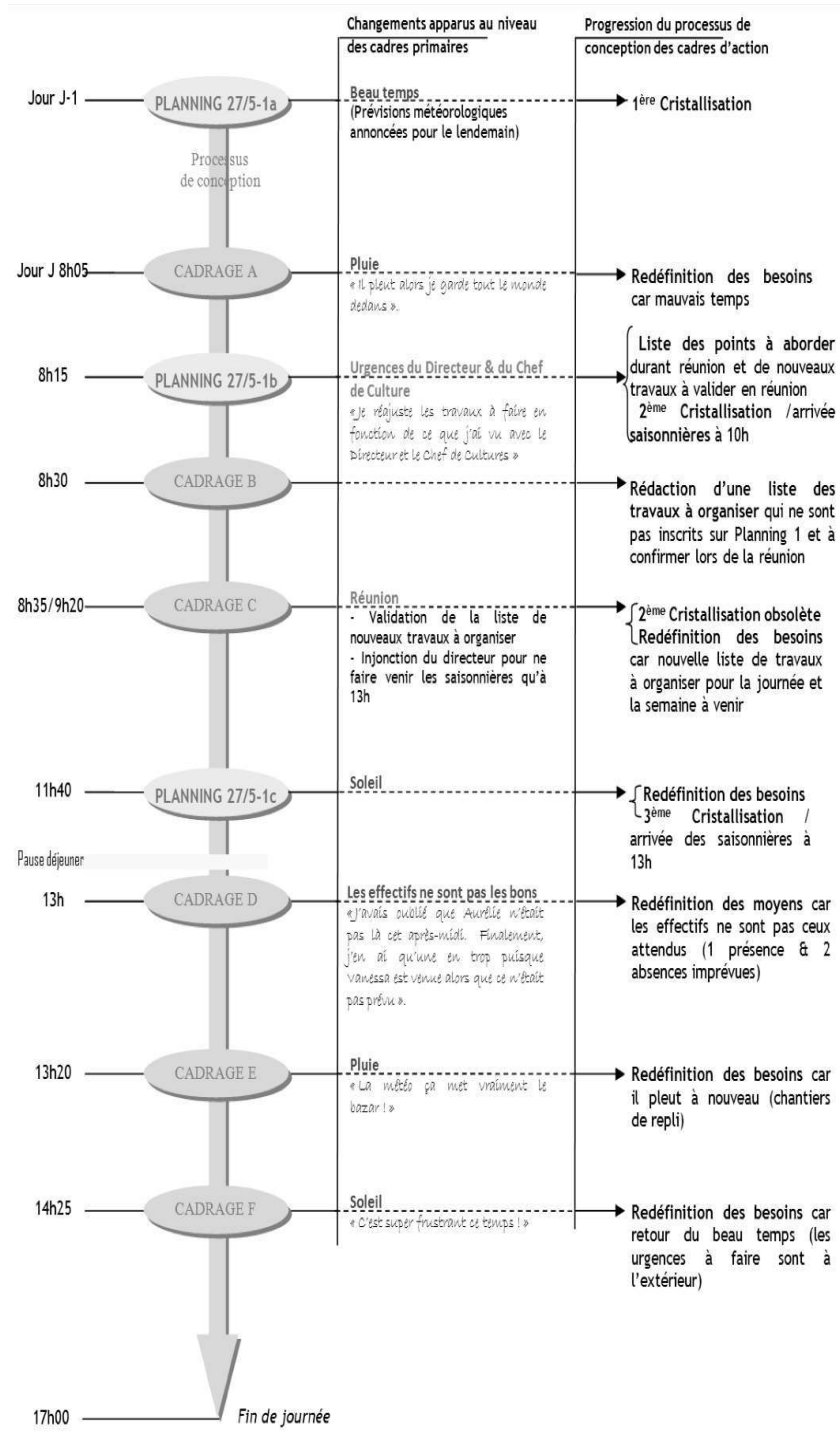 Changements apparus au niveau
des cadres primaires
Progression du processus de
conception des cadres d'action
Jour J-1
PLANNING 27/5-1a
Beau temps
(Prévisions météorologiques
annoncées pour le lendemain)
1ère Cristallisation
Processus
de conception
Jour J 8h05
CADRAGE A
Pluie
« Il pleut alors je garde tout le monde
dedans ».
Redéfinition des besoins
car mauvais temps
8h15
PLANNING 27/5-1b
Urgences du Directeur & du Chef
de Culture
«Je réajuste les travaux à faire en
fonction de ce que j'ai vu avec le
Directeur et le Chef de Cultures »
Liste des points à aborder
durant réunion et de nouveaux
travaux à valider en réunion
2ème Cristallisation /arrivée
saisonnières à 10h
8h30
CADRAGE B
Rédaction d'une liste des
travaux à organiser qui ne sont
pas inscrits sur Planning 1 et à
confirmer lors de la réunion
8h35/9h20
CADRAGE C
Réunion
- Validation de la liste de
nouveaux travaux à organiser
- Injonction du directeur pour ne
faire venir les saisonnières qu'à
13h
2ème Cristallisation obsolète
Redéfinition des besoins
car nouvelle liste de travaux
à organiser pour la journée et
la semaine à venir
11h40
PLANNING 27/5-1c
Soleil
Redéfinition des besoins
3ème Cristallisation /
arrivée des saisonnières à
13h
Pause déjeuner
13h
CADRAGE D
Les effectifs ne sont pas les bons
«J'avais oublié que Aurélie n'était
pas là cet après-midi. Finalement,
j'en ai qu'une en trop puisque
Vanessa est venue alors que ce n'était
pas prévu ».
Redéfinition des moyens car
les effectifs ne sont pas ceux
attendus (1 présence & 2
absences imprévues)
13h20
CADRAGE E
Pluie
« La météo ça met vraiment le
bazar ! »
Redéfinition des besoins car
il pleut à nouveau (chantiers
de repli)
14h25
CADRAGE F
Soleil
« C'est super frustrant ce temps ! »
Redéfinition des besoins car
retour du beau temps (les
urgences à faire sont à
l'extérieur)
17h00
Fin de journée